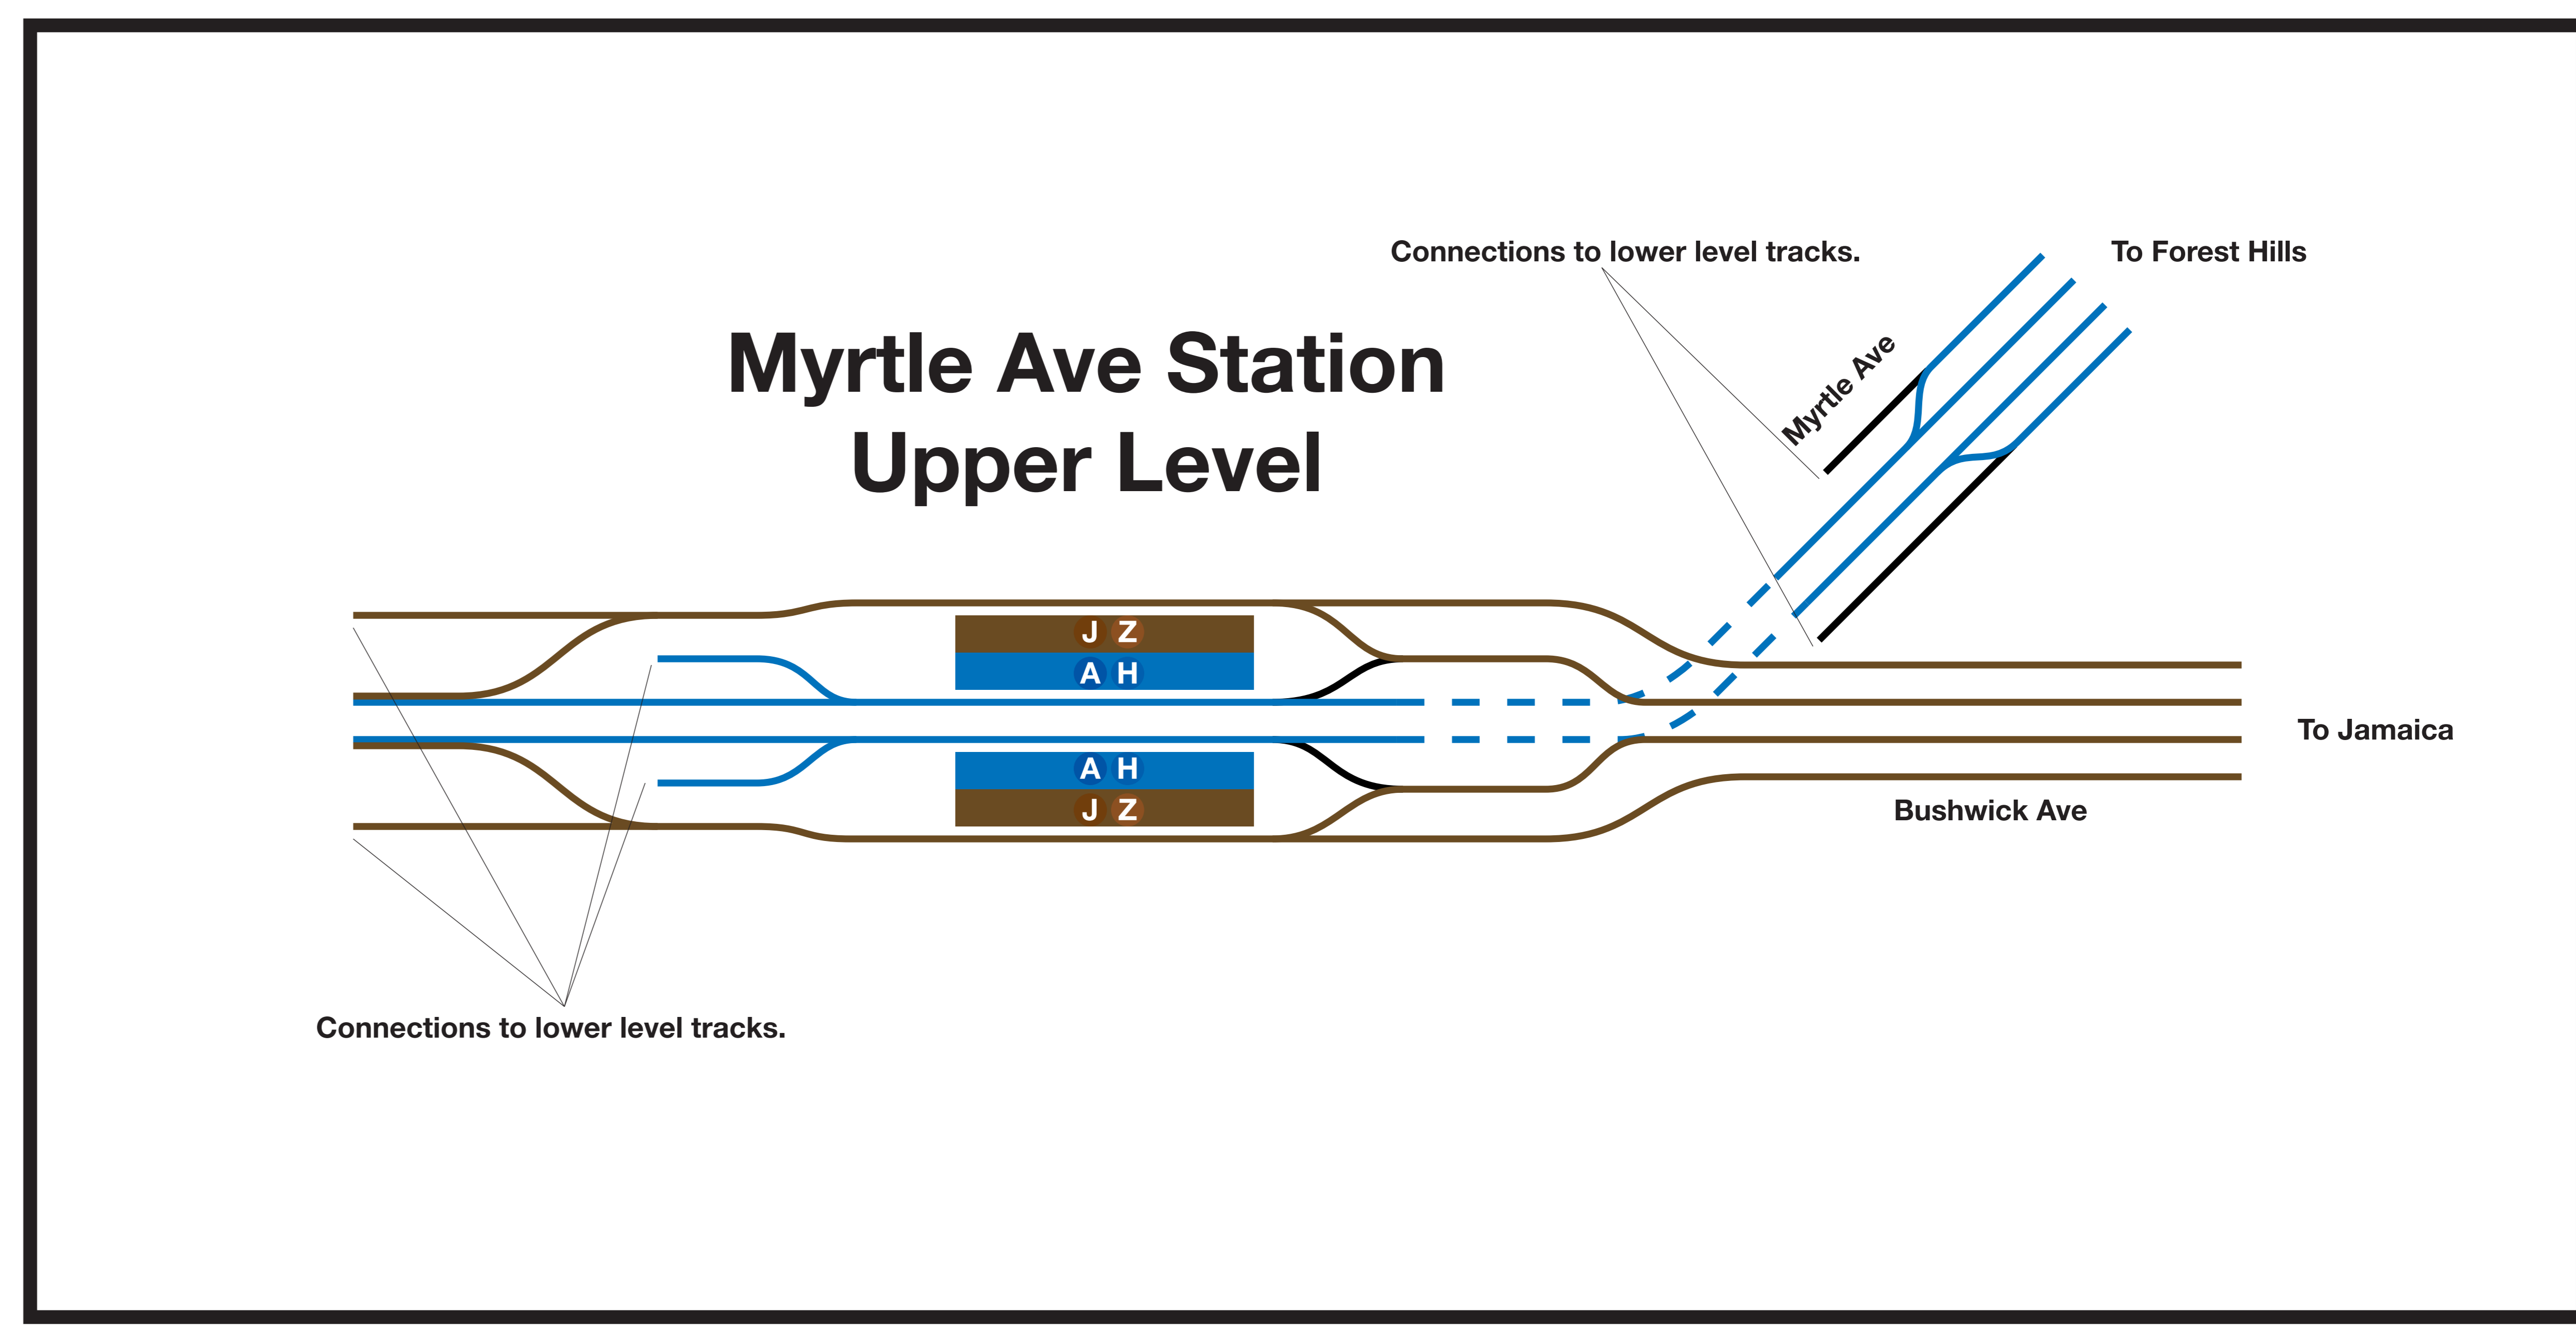 Connections to lower level tracks.
To Forest Hills
Myrtle Ave Station
Upper Level
Myrtle Ave
J Z
A H
To Jamaica
A H
J Z
Bushwick Ave
Connections to lower level tracks.